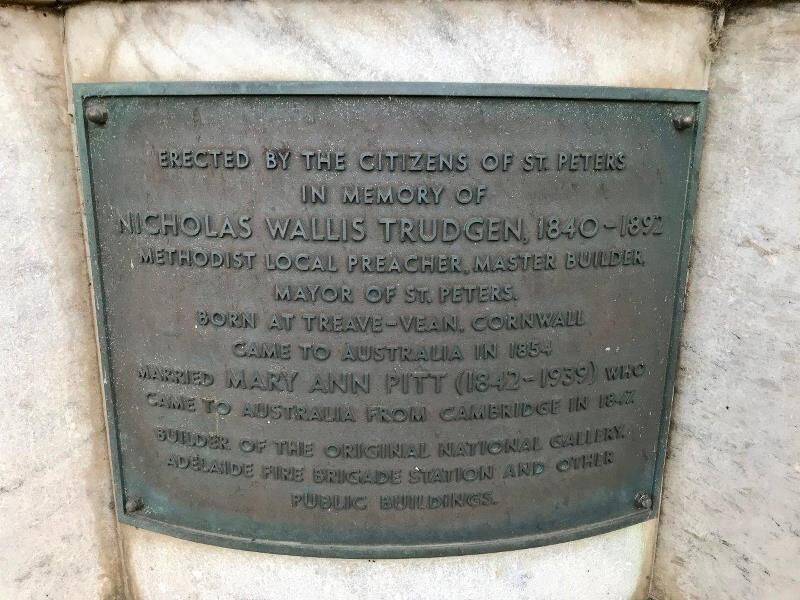 ERECTED BY THE CITIZENS OF ST. PETERS
IN MEMORY OF
NICHOLAS WALLIS TRUDGEN, 1840-1892
METHODIST LOCAL PREACHER, MASTER BUILDER,
MAYOR OF ST. PETERS.
BORN AT TREAVE-VEAN, CORNWALL
CAME TO AUSTRALIA IN 1854
MARRIED MARY ANN PITT (1842-1939) WHO
CAME TO AUSTRALIA FROM CAMBRIDGE IN 1847.
BUILDER OF THE ORIGINAL NATIONAL GALLERY,
ADELAIDE FIRE BRIGADE STATION AND OTHER
PUBLIC BUILDINGS.